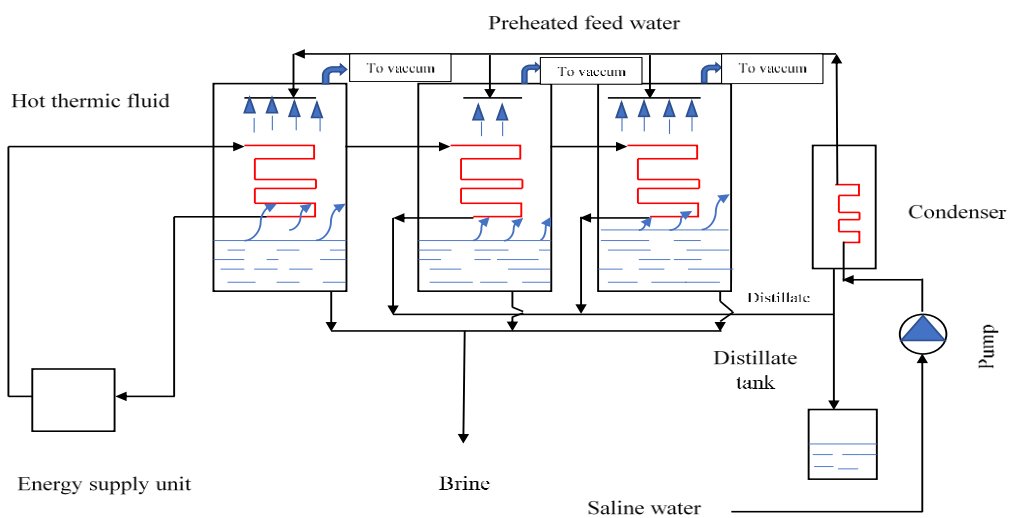 Preheated feed water
To vaccum
To vaccum
To vaccum
Hot thermic fluid
Condenser
Distillate
Pump
Distillate
tank
Energy supply unit
Brine
Saline water